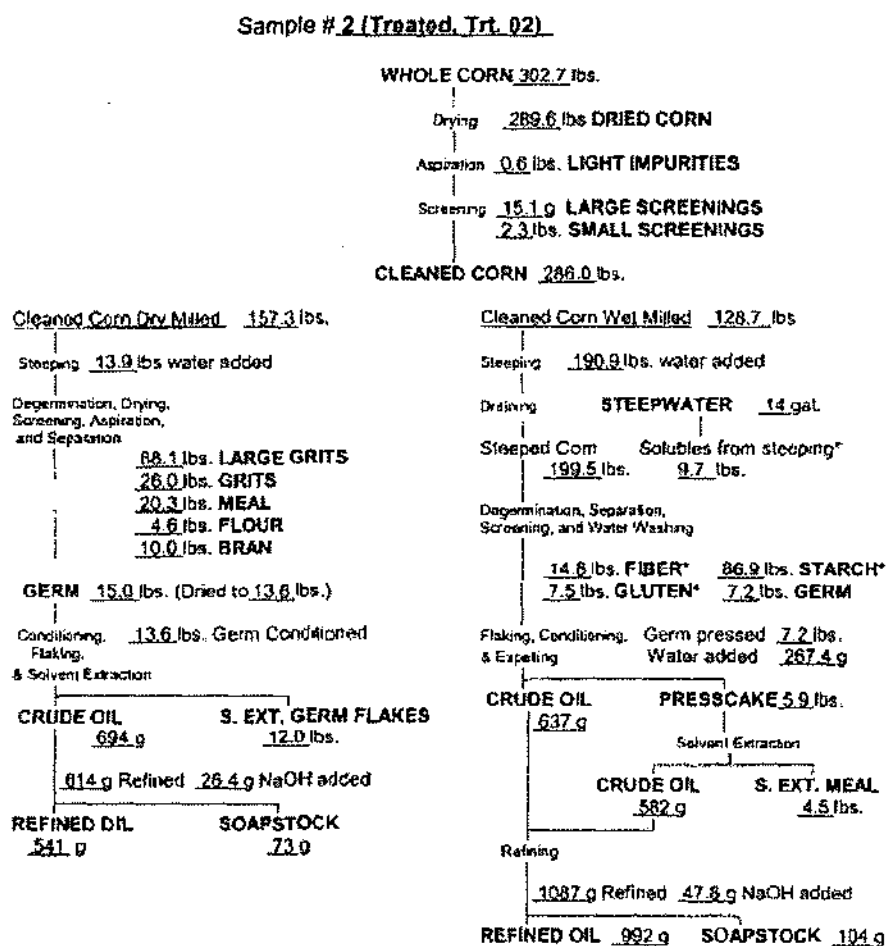 Sample # 2 (Treated, Trt. 02)
WHOLE CORN 302.7 lbs.
Drying 289.6 lbs DRIED CORN
Aspiration 0.6 lbs. LIGHT IMPURITIES
Screening 15.1 g LARGE SCREENINGS
2.3 lbs. SMALL SCREENINGS
CLEANED CORN 286.0 lbs.
Cleaned Corn Dry Milled 157.3 lbs.
Steeping 13.9 lbs water added
Degermination, Drying,
Screening, Aspiration,
and Separation
68.1 lbs. LARGE GRITS
26.0 lbs. GRITS
20.3 lbs. MEAL
4.6 lbs. FLOUR
10.0 lbs. BRAN
GERM 15.0 lbs. (Dried to 13.6 lbs.)
Conditioning, 13.6 lbs. Germ Conditioned
Flaking,
& Solvent Extraction
CRUDE OIL S. EXT. GERM FLAKES
694 g 12.0 lbs.
614 g Refined 26.4 g NaOH added
REFINED OIL SOAPSTOCK
541 g 73 g
Cleaned Corn Wet Milled 128.7 lbs
Steeping 190.9 lbs. water added
Draining STEEPWATER 14 gal.
Steeped Corn Solubles from steeping*
199.5 lbs. 9.7 lbs.
Degermination, Separation,
Screening, and Water Washing
14.6 lbs. FIBER* 86.9 lbs. STARCH*
7.5 lbs. GLUTEN* 7.2 lbs. GERM
Flaking, Conditioning, Germ pressed 7.2 lbs.
& Expelling Water added 267.4 g
CRUDE OIL PRESSCAKE 5.9 lbs.
637 g
Solvent Extraction
CRUDE OIL S. EXT. MEAL
582 g 4.5 lbs.
Refining
1087 g Refined 47.8 g NaOH added
REFINED OIL 992 g SOAPSTOCK 104 g